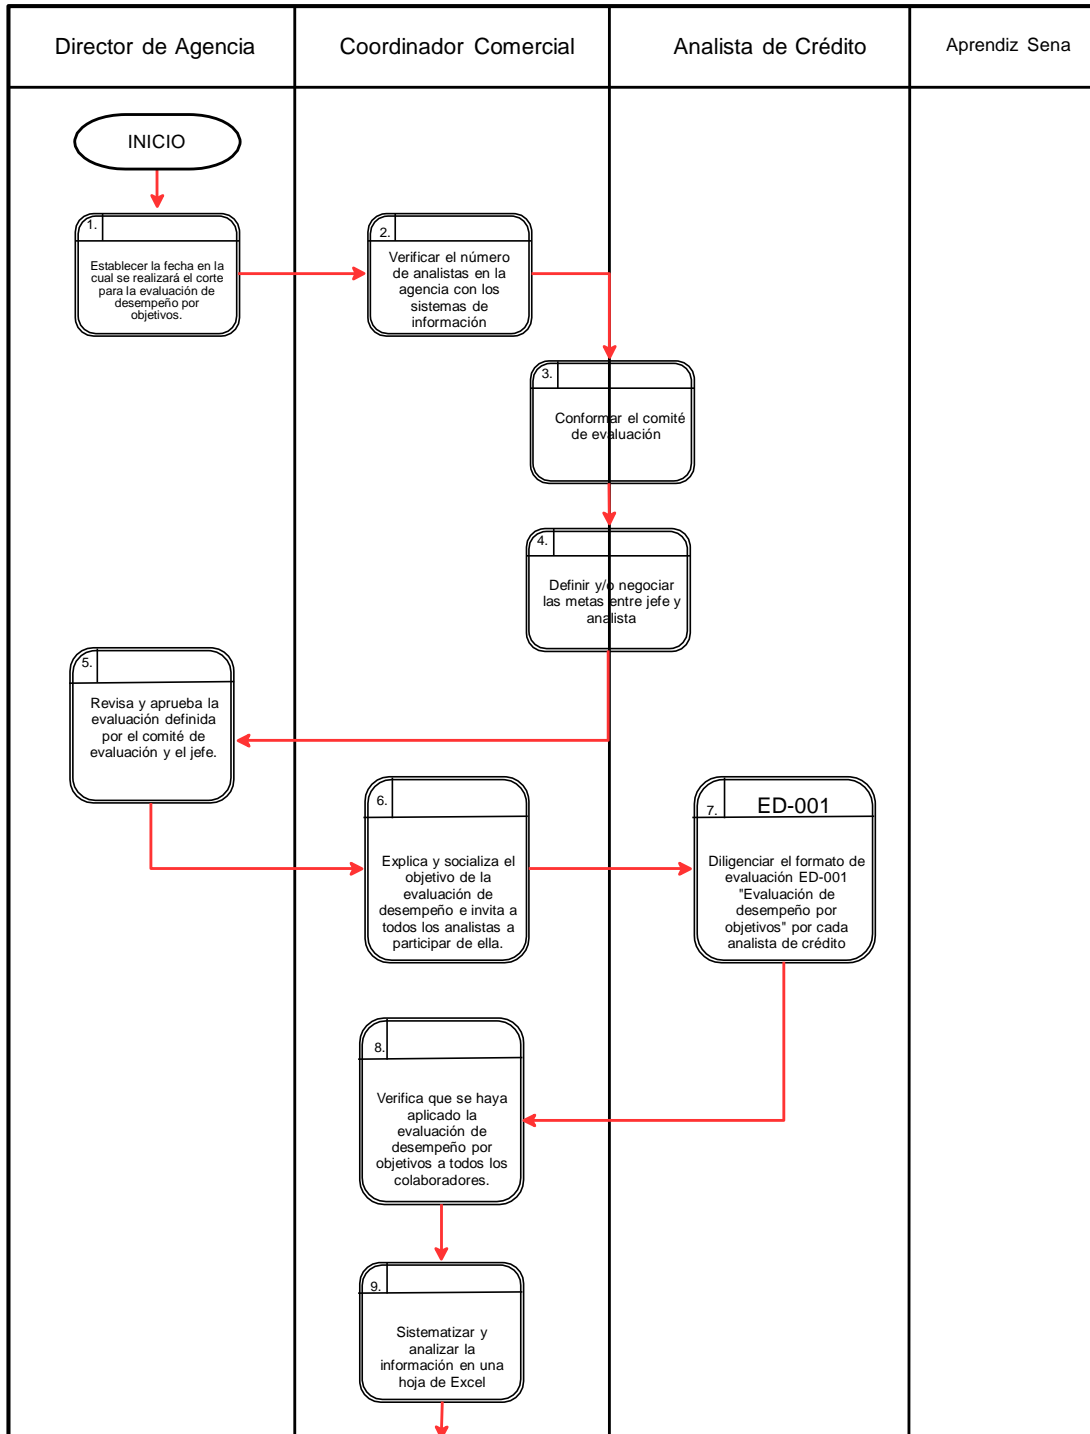 Director de Agencia
Coordinador Comercial
Analista de Crédito
Aprendiz Sena
INICIO
1.
Establecer la fecha en la
cual se realizará el corte
para la evaluación de
desempeño por
objetivos.
2.
Verificar el número
de analistas en la
agencia con los
sistemas de
información
3.
Conformar el comité
de evaluación
4.
Definir y/o negociar
las metas entre jefe y
analista
5.
Revisa y aprueba la
evaluación definida
por el comité de
evaluación y el jefe.
6.
Explica y socializa el
objetivo de la
evaluación de
desempeño e invita a
todos los analistas a
participar de ella.
7.
ED-001
Diligenciar el formato de
evaluación ED-001
"Evaluación de
desempeño por
objetivos" por cada
analista de crédito
8.
Verifica que se haya
aplicado la
evaluación de
desempeño por
objetivos a todos los
colaboradores.
9.
Sistematizar y
analizar la
información en una
hoja de Excel